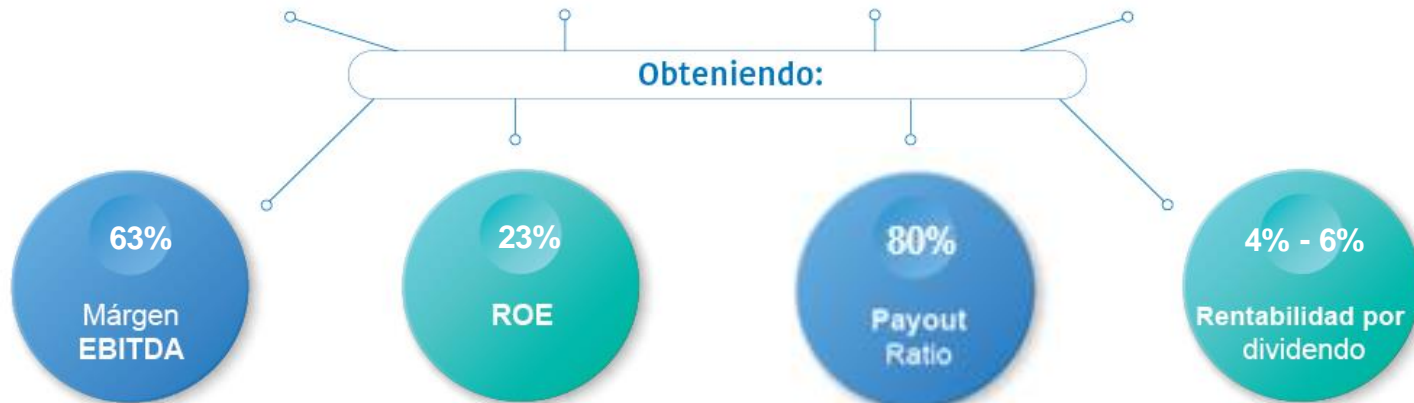 Obteniendo:
63%
Márgen
EBITDA
23%
ROE
80%
Payout
Ratio
4% - 6%
Rentabilidad por
dividendo